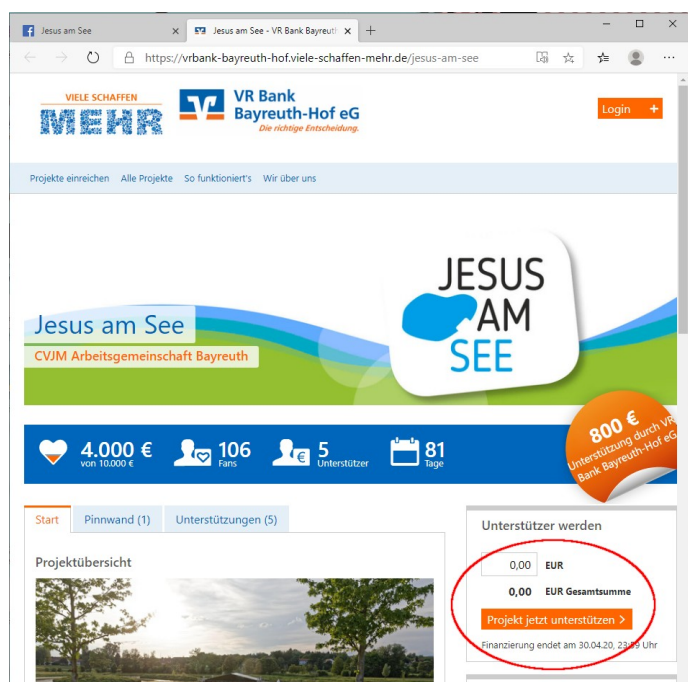 Jesus am See
Jesus am See - VR Bank Bayreuth
https://vrbank-bayreuth-hof.viele-schaffen-mehr.de/jesus-am-see
VIELE SCHAFFEN
MEHR
VR Bank
Bayreuth-Hof eG
Die richtige Entscheidung.
Login +
Projekte einreichen Alle Projekte So funktioniert's Wir über uns
JESUS
AM
SEE
Jesus am See
CVJM Arbeitsgemeinschaft Bayreuth
800 €
Unterstützung durch VR
Bank Bayreuth-Hof eG
4.000 €
von 10.000 €
106
Fans
5
Unterstützer
81
Tage
Start Pinnwand (1) Unterstützungen (5)
Projektübersicht
Unterstützer werden
0,00 EUR
0,00 EUR Gesamtsumme
Projekt jetzt unterstützen >
Finanzierung endet am 30.04.20, 23:59 Uhr